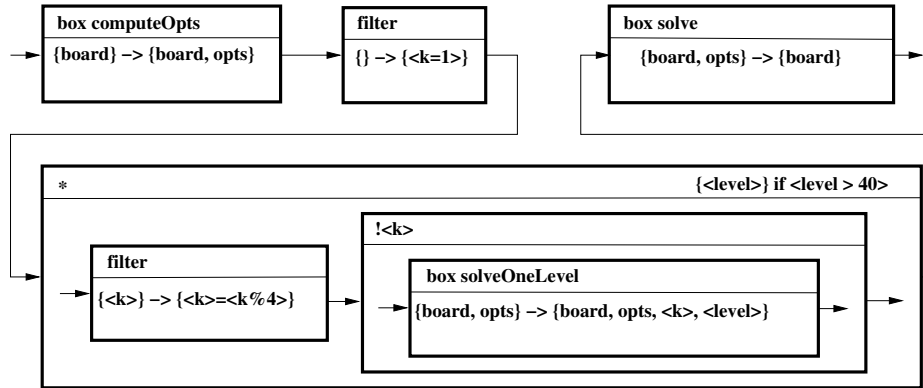 box computeOpts
{board} −> {board, opts}
filter
{} −> {<k=1>}
box solve
{board, opts} −> {board}
*
{<level>} if <level > 40>
!<k>
filter
{<k>} −> {<k>=<k%4>}
box solveOneLevel
{board, opts} −> {board, opts, <k>, <level>}